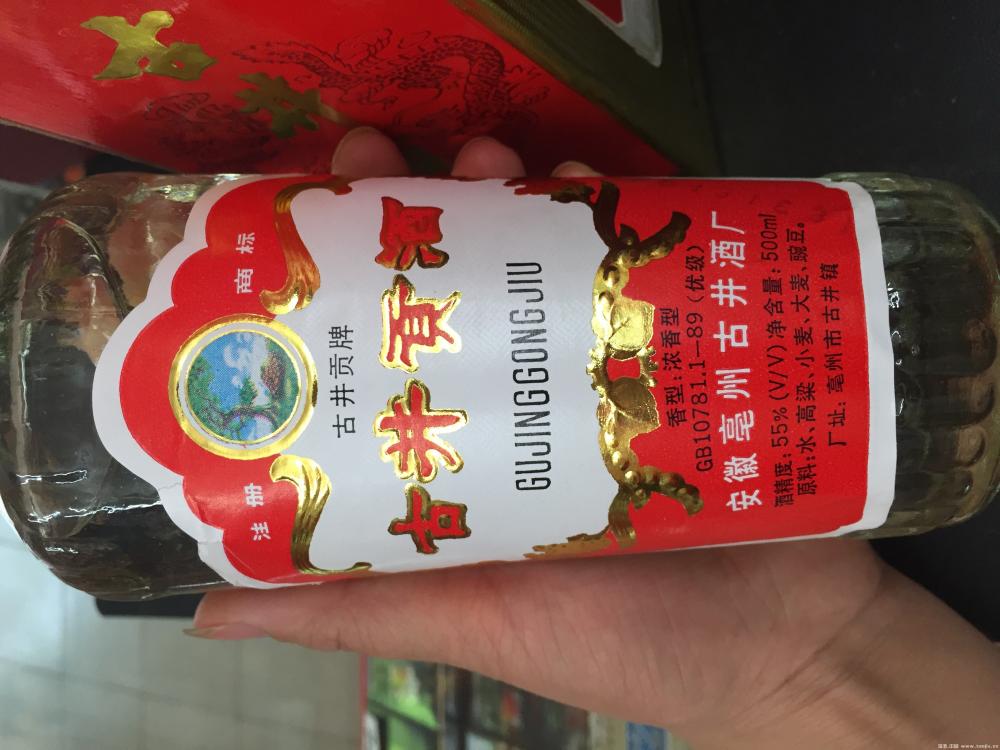 古井
注册 商标
古井贡牌
古井貢酒
GUJINGGONGJIU
香型:浓香型
GB10781.1—89(优级)
安徽亳州古井酒厂
酒精度:55%(V/V)净含量:500ml
原料:水、高粱、小麦、大麦、豌豆。
厂址:亳州市古井镇